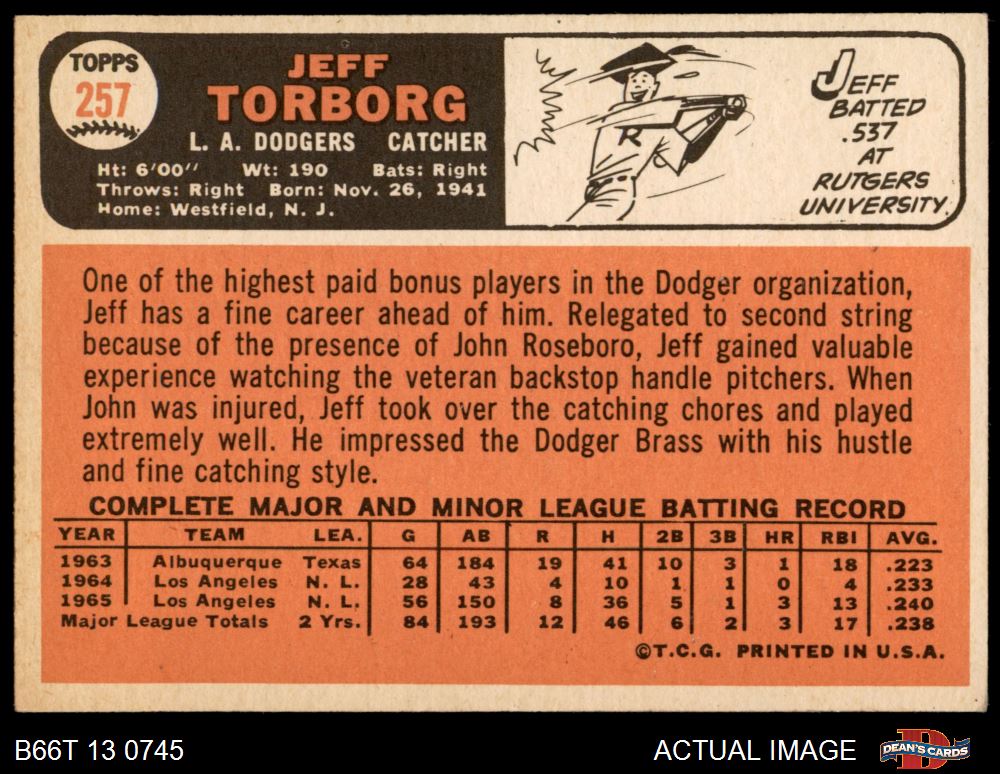 TOPPS
257
JEFF
TORBORG
L. A. DODGERS CATCHER
Ht: 6'00" Wt: 190 Bats: Right
Throws: Right Born: Nov. 26, 1941
Home: Westfield, N. J.
R
JEFF
BATTED
.537
AT
RUTGERS
UNIVERSITY.
One of the highest paid bonus players in the Dodger organization,
Jeff has a fine career ahead of him. Relegated to second string
because of the presence of John Roseboro, Jeff gained valuable
experience watching the veteran backstop handle pitchers. When
John was injured, Jeff took over the catching chores and played
extremely well. He impressed the Dodger Brass with his hustle
and fine catching style.
COMPLETE MAJOR AND MINOR LEAGUE BATTING RECORD
YEAR TEAM LEA. G AB R H 2B 3B HR RBI AVG.
1963 Albuquerque Texas 64 184 19 41 10 3 1 18 .223
1964 Los Angeles N. L. 28 43 4 10 1 1 0 4 .233
1965 Los Angeles N. L. 56 150 8 36 5 1 3 13 .240
Major League Totals 2 Yrs. 84 193 12 46 6 2 3 17 .238
©T.C.G. PRINTED IN U.S.A.
B66T 13 0745 ACTUAL IMAGE DEAN'S CARDS